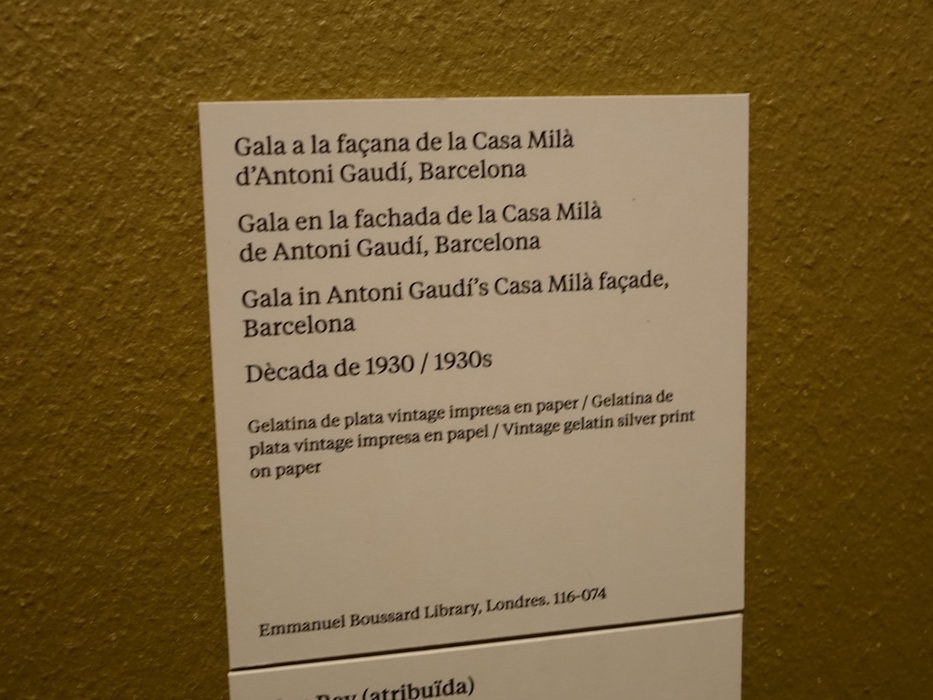 Gala a la façana de la Casa Milà
d’Antoni Gaudí, Barcelona
Gala en la fachada de la Casa Milà
de Antoni Gaudí, Barcelona
Gala in Antoni Gaudí’s Casa Milà façade,
Barcelona
Dècada de 1930 / 1930s
Gelatina de plata vintage impresa en paper / Gelatina de
plata vintage impresa en papel / Vintage gelatin silver print
on paper
Emmanuel Boussard Library, Londres. 116-074
Ray (atribuïda)